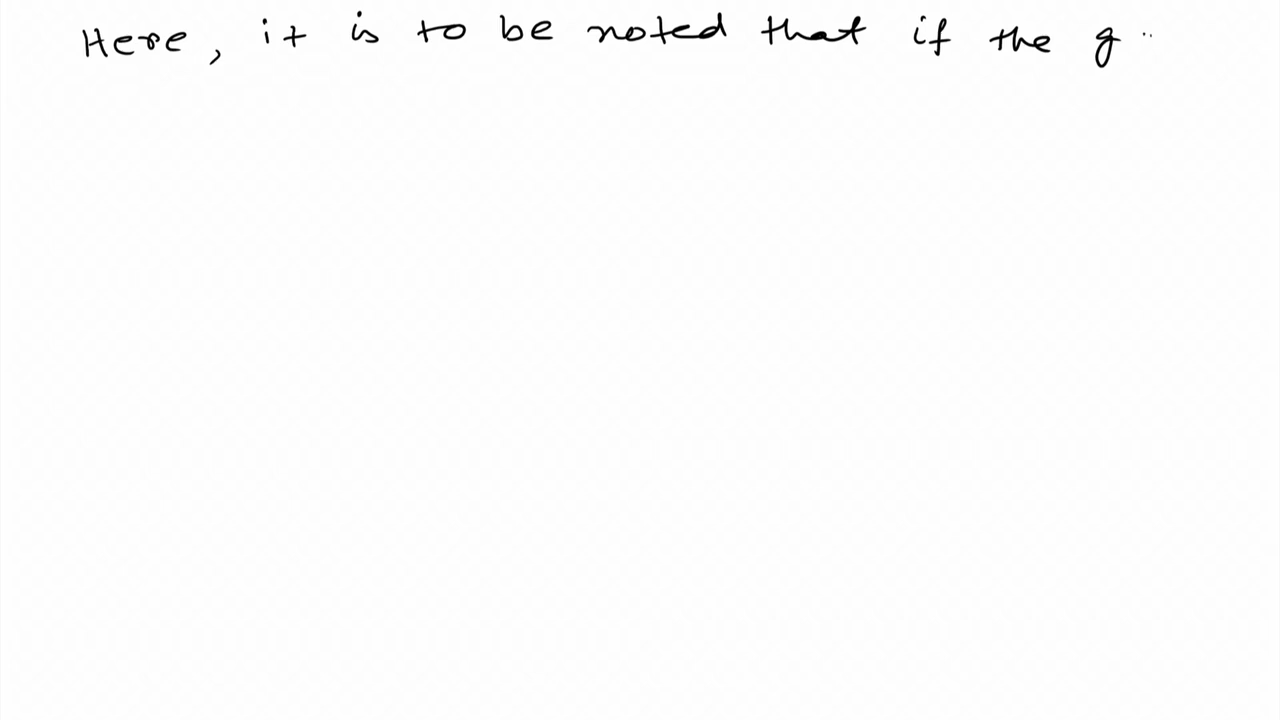 Here, it is to be noted that if the g